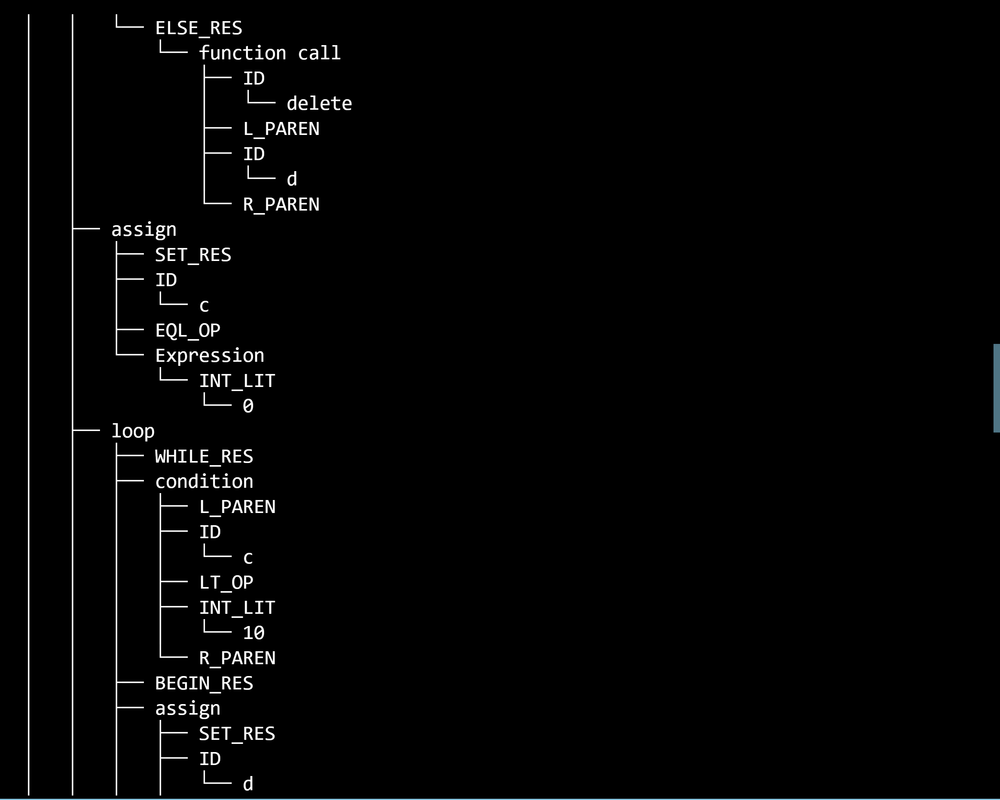 ELSE_RES
function call
ID
delete
L_PAREN
ID
d
R_PAREN
assign
SET_RES
ID
c
EQL_OP
Expression
INT_LIT
0
loop
WHILE_RES
condition
L_PAREN
ID
c
LT_OP
INT_LIT
10
R_PAREN
BEGIN_RES
assign
SET_RES
ID
d